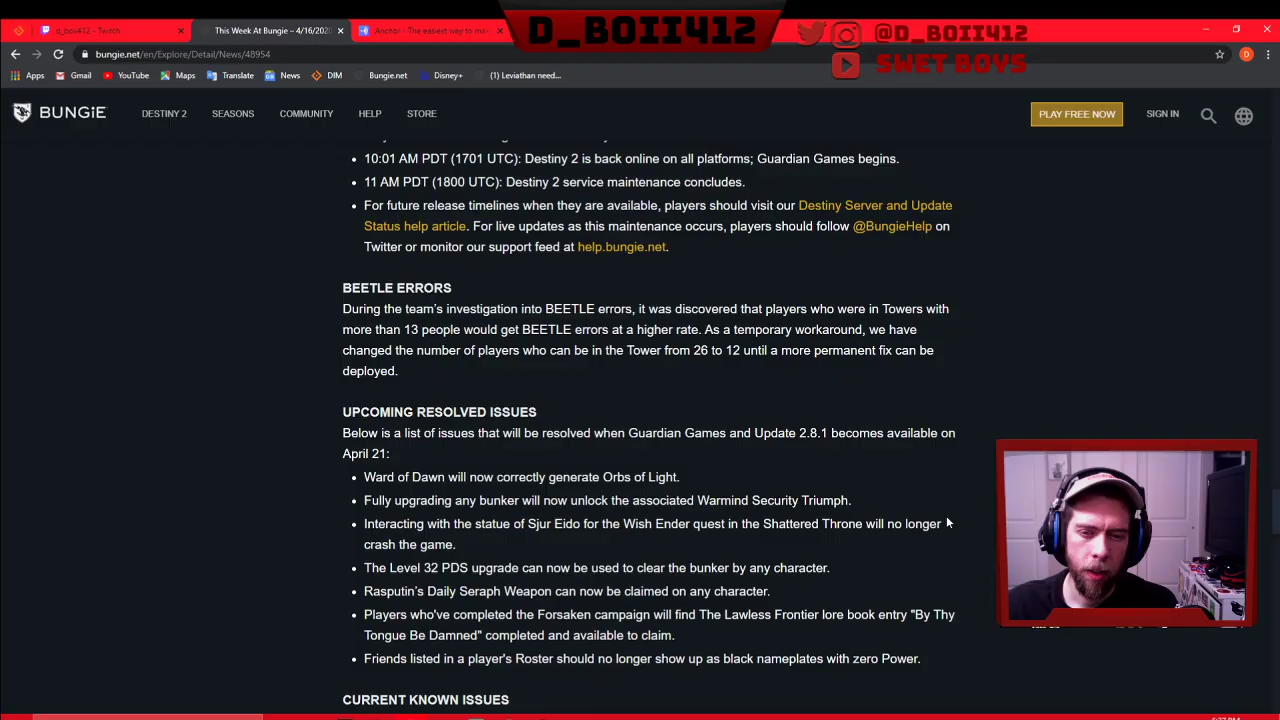 D_BOII412
@D_BOII412
SWET BOYS
d_boii412 - Twitch
This Week At Bungie – 4/16/2020
Anchor - The easiest way to ma
bungie.net/en/Explore/Detail/News/48954
Apps Gmail YouTube Maps Translate News DIM Bungie.net Disney+ (1) Leviathan need...
BUNGIE DESTINY 2 SEASONS COMMUNITY HELP STORE PLAY FREE NOW SIGN IN
• 10:01 AM PDT (1701 UTC): Destiny 2 is back online on all platforms; Guardian Games begins.
• 11 AM PDT (1800 UTC): Destiny 2 service maintenance concludes.
• For future release timelines when they are available, players should visit our Destiny Server and Update
Status help article. For live updates as this maintenance occurs, players should follow @BungieHelp on
Twitter or monitor our support feed at help.bungie.net.
BEETLE ERRORS
During the team’s investigation into BEETLE errors, it was discovered that players who were in Towers with
more than 13 people would get BEETLE errors at a higher rate. As a temporary workaround, we have
changed the number of players who can be in the Tower from 26 to 12 until a more permanent fix can be
deployed.
UPCOMING RESOLVED ISSUES
Below is a list of issues that will be resolved when Guardian Games and Update 2.8.1 becomes available on
April 21:
• Ward of Dawn will now correctly generate Orbs of Light.
• Fully upgrading any bunker will now unlock the associated Warmind Security Triumph.
• Interacting with the statue of Sjur Eido for the Wish Ender quest in the Shattered Throne will no longer
crash the game.
• The Level 32 PDS upgrade can now be used to clear the bunker by any character.
• Rasputin’s Daily Seraph Weapon can now be claimed on any character.
• Players who've completed the Forsaken campaign will find The Lawless Frontier lore book entry "By Thy
Tongue Be Damned" completed and available to claim.
• Friends listed in a player's Roster should no longer show up as black nameplates with zero Power.
CURRENT KNOWN ISSUES